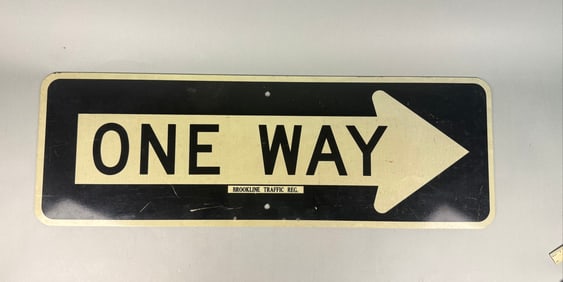 ONE WAY
BROOKLINE TRAFFIC REG.